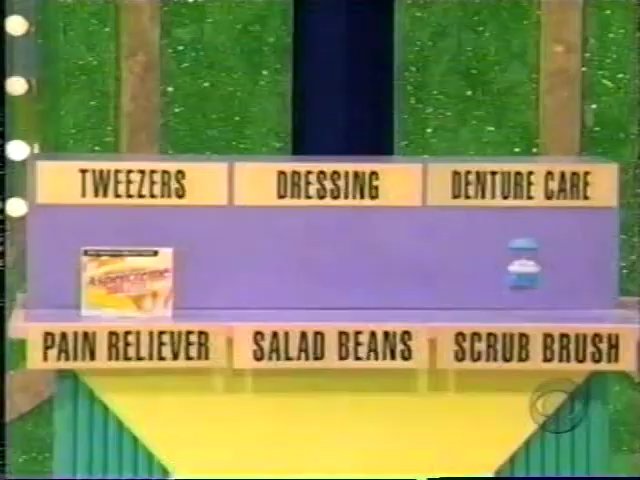 TWEEZERS
DRESSING
DENTURE CARE
PAIN RELIEVER
SALAD BEANS
SCRUB BRUSH